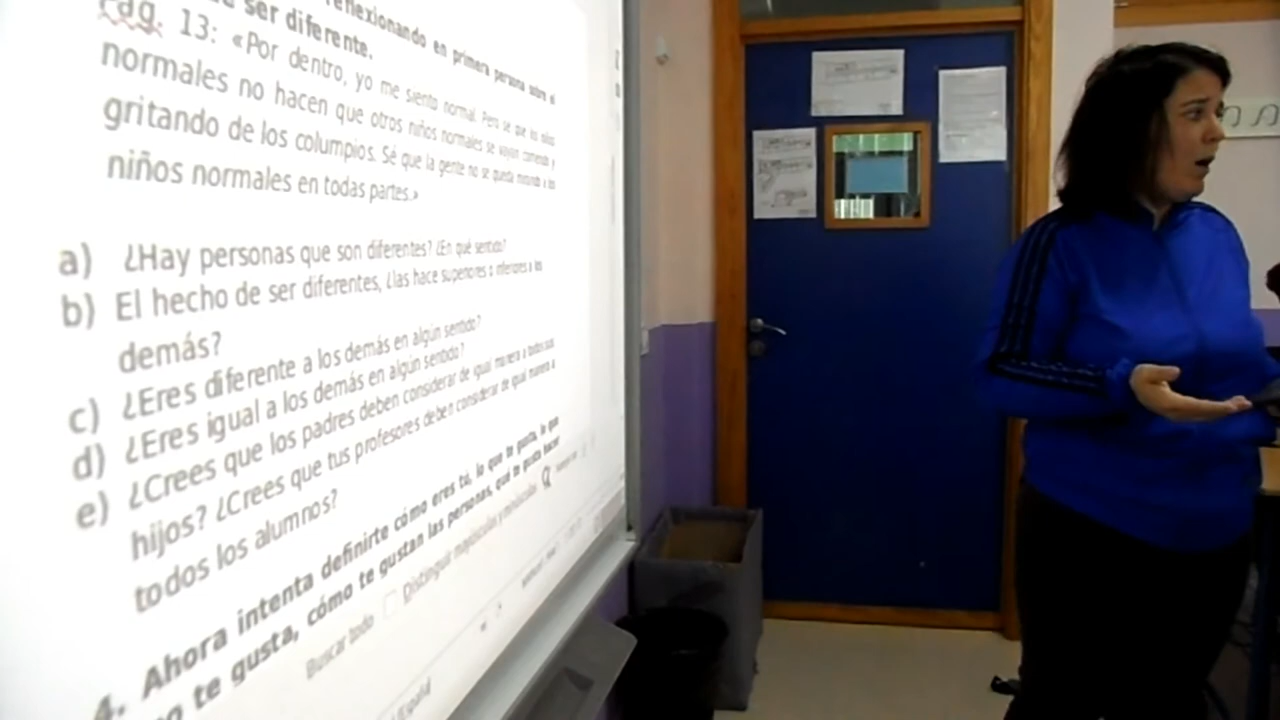 reflexionando en primera persona sobre el
ser diferente.
Pág. 13: «Por dentro, yo me siento normal. Pero sé que los niños
normales no hacen que otros niños normales se vayan corriendo y
gritando de los columpios. Sé que la gente no se queda mirando a los
niños normales en todas partes.»
a) ¿Hay personas que son diferentes? ¿En qué sentido?
b) El hecho de ser diferentes, ¿las hace superiores o inferiores a los
demás?
c) ¿Eres diferente a los demás en algún sentido?
d) ¿Eres igual a los demás en algún sentido?
e) ¿Crees que los padres deben considerar de igual manera a todos sus
hijos? ¿Crees que tus profesores deben considerar de igual manera a
todos los alumnos?
4. Ahora intenta definirte cómo eres tú, lo que te gusta, lo que
no te gusta, cómo te gustan las personas, qué te gusta hacer
Buscar todo Distinguir mayúsculas y minúsculas